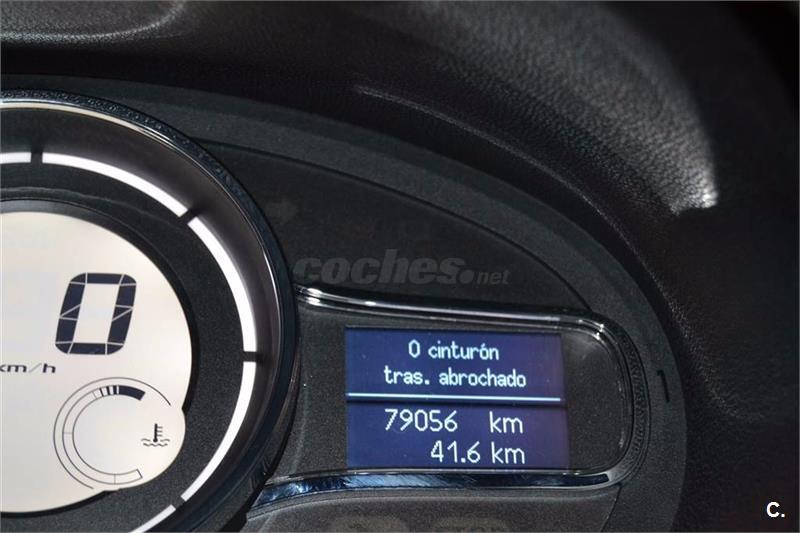 coches.net
0
km/h
0 cinturón
tras. abrochado
79056 km
41.6 km
C.